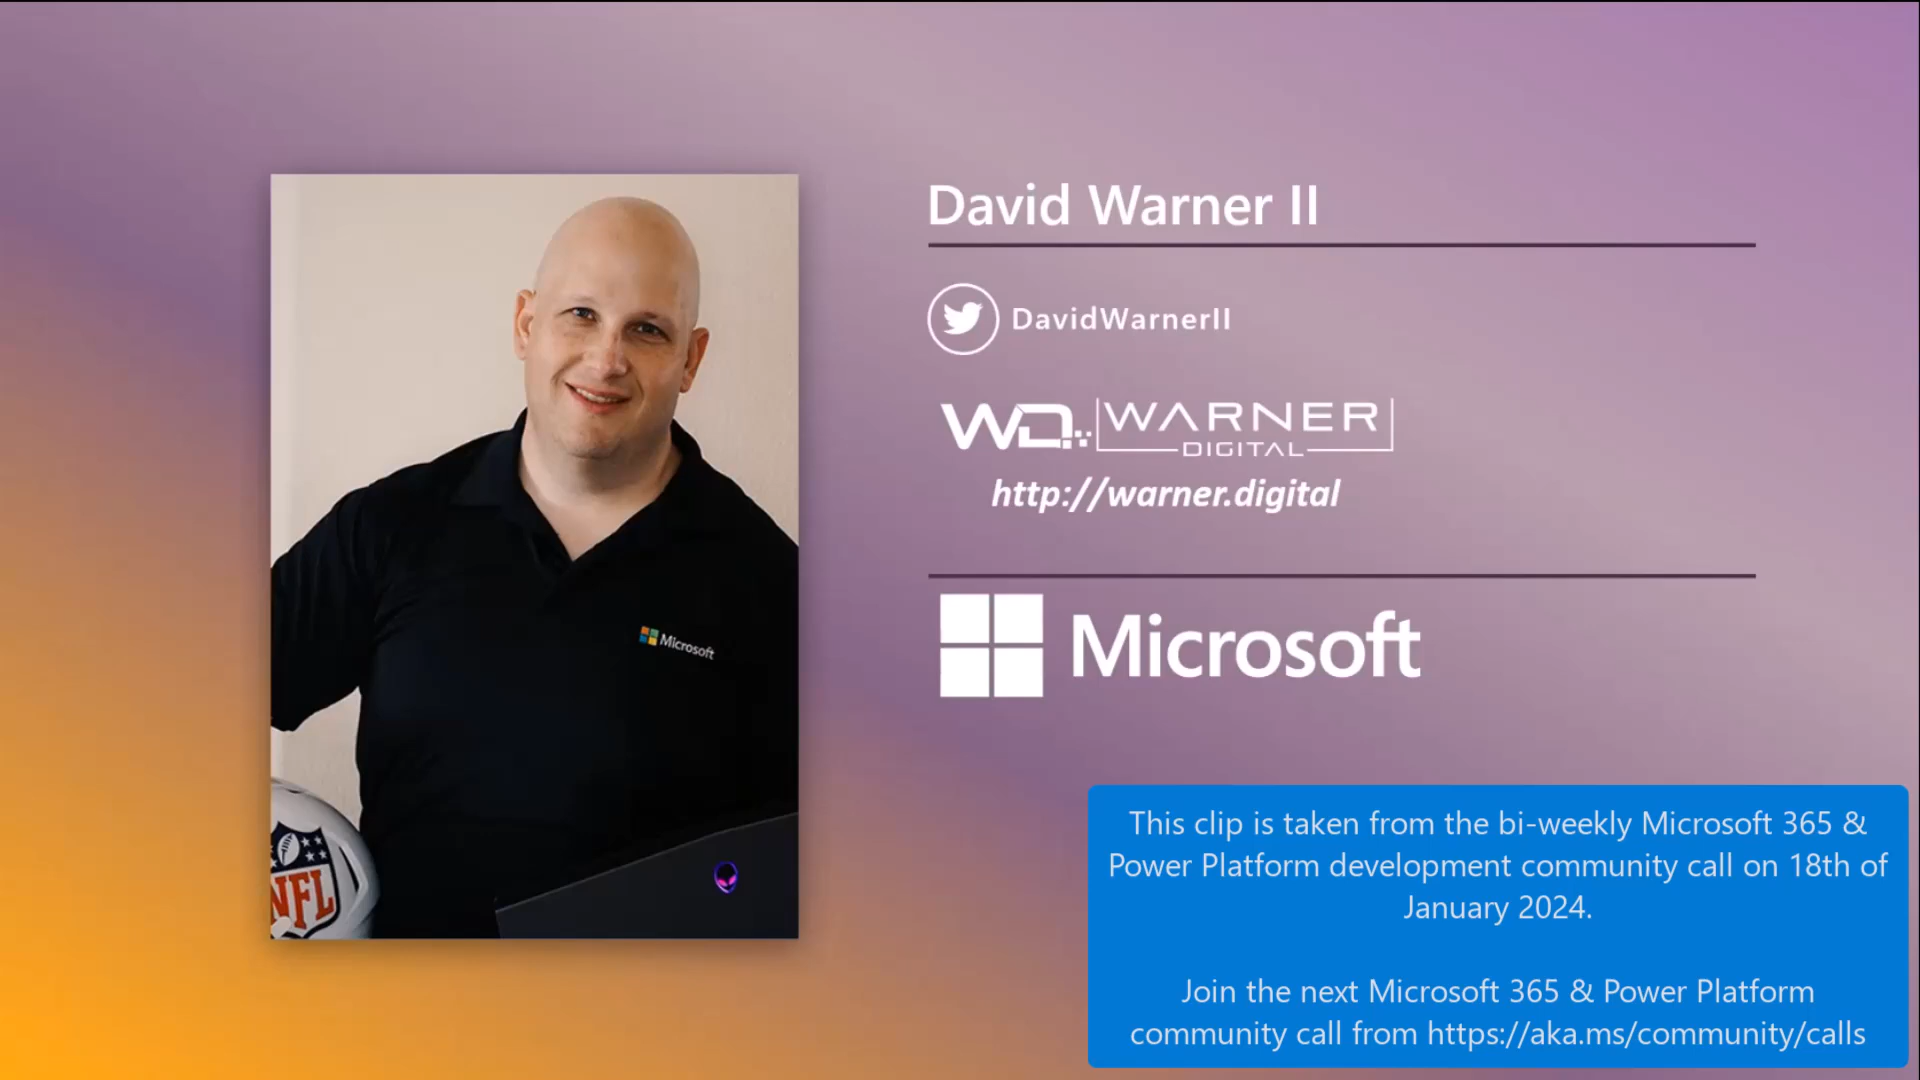 David Warner II
DavidWarnerII
WD
WARNER
DIGITAL
http://warner.digital
Microsoft
Microsoft
NFL
This clip is taken from the bi-weekly Microsoft 365 &
Power Platform development community call on 18th of
January 2024.
Join the next Microsoft 365 & Power Platform
community call from https://aka.ms/community/calls